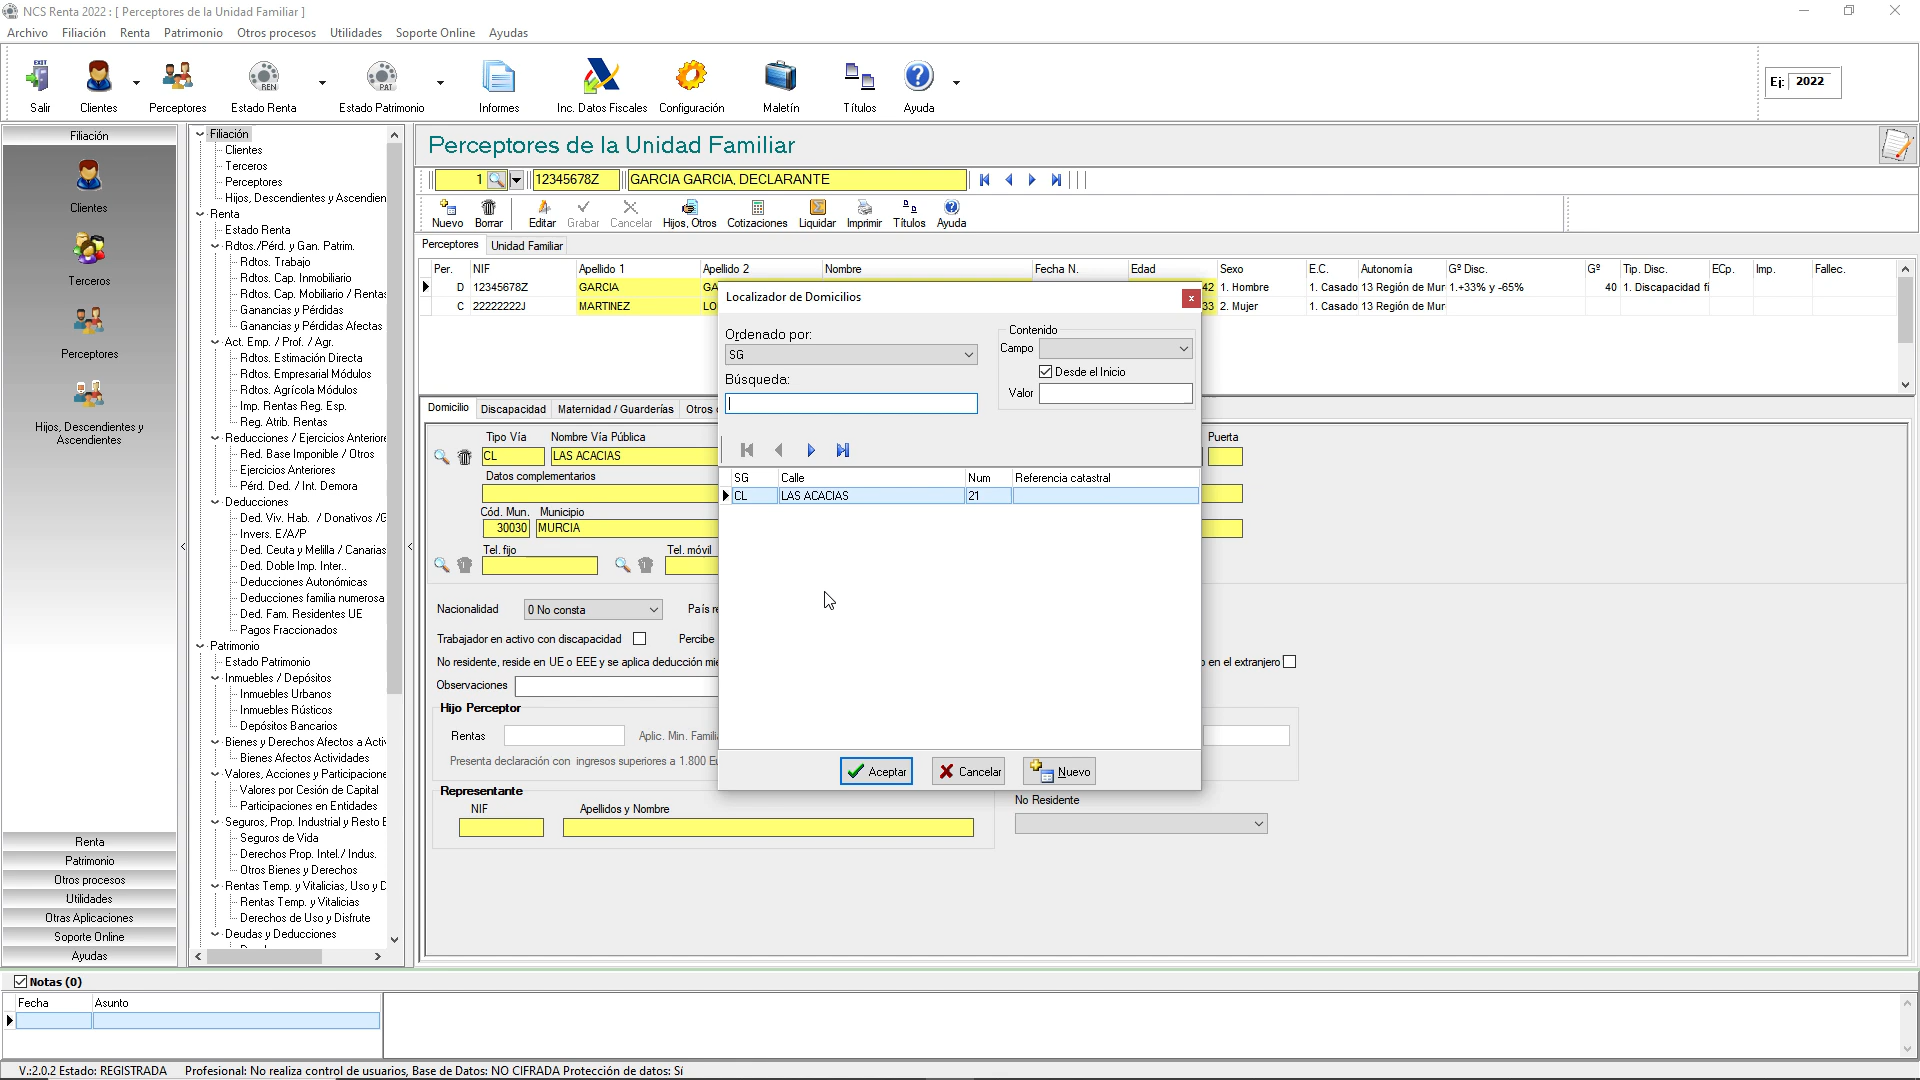 NCS Renta 2022 : [ Perceptores de la Unidad Familiar ]
Archivo Filiación Renta Patrimonio Otros procesos Utilidades Soporte Online Ayudas
EXIT REN PAT
Salir Clientes Perceptores Estado Renta Estado Patrimonio Informes Inc. Datos Fiscales Configuración Maletín Títulos Ayuda
Ej: 2022
Filiación
Clientes
Terceros
Perceptores
Hijos, Descendientes y
Ascendientes
Renta
Patrimonio
Otros procesos
Utilidades
Otras Aplicaciones
Soporte Online
Ayudas
Filiación
Clientes
Terceros
Perceptores
Hijos, Descendientes y Ascendien
Renta
Estado Renta
Rdtos./Pérd. y Gan. Patrim.
Rdtos. Trabajo
Rdtos. Cap. Inmobiliario
Rdtos. Cap. Mobiliario / Rentas
Ganancias y Pérdidas
Ganancias y Pérdidas Afectas
Act. Emp. / Prof. / Agr.
Rdtos. Estimación Directa
Rdtos. Empresarial Módulos
Rdtos. Agrícola Módulos
Imp. Rentas Reg. Esp.
Reg. Atrib. Rentas
Reducciones / Ejercicios Anteriore
Red. Base Imponible / Otros
Ejercicios Anteriores
Pérd. Ded. / Int. Demora
Deducciones
Ded. Viv. Hab. / Donativos /G
Invers. E/A/P
Ded. Ceuta y Melilla / Canarias
Ded. Doble Imp. Inter..
Deducciones Autonómicas
Deducciones familia numerosa
Ded. Fam. Residentes UE
Pagos Fraccionados
Patrimonio
Estado Patrimonio
Inmuebles / Depósitos
Inmuebles Urbanos
Inmuebles Rústicos
Depósitos Bancarios
Bienes y Derechos Afectos a Activ
Bienes Afectos Actividades
Valores, Acciones y Participacione
Valores por Cesión de Capital
Participaciones en Entidades
Seguros, Prop. Industrial y Resto E
Seguros de Vida
Derechos Prop. Intel./ Indus.
Otros Bienes y Derechos
Rentas Temp. y Vitalicias, Uso y D
Rentas Temp. y Vitalicias
Derechos de Uso y Disfrute
Deudas y Deducciones
Perceptores de la Unidad Familiar
1 12345678Z GARCIA GARCIA, DECLARANTE
Nuevo Borrar Editar Grabar Cancelar Hijos, Otros Cotizaciones Liquidar Imprimir Títulos Ayuda
Perceptores Unidad Familiar
Per. NIF Apellido 1 Apellido 2 Nombre Fecha N. Edad Sexo E.C. Autonomía Gº Disc. Gº Tip. Disc. ECp. Imp. Fallec.
D 12345678Z GARCIA GA 42 1. Hombre 1. Casado 13 Región de Mur 1.+33% y -65% 40 1. Discapacidad fí
C 22222222J MARTINEZ LO 33 2. Mujer 1. Casado 13 Región de Mur
Domicilio Discapacidad Maternidad / Guarderías Otros
Tipo Vía Nombre Vía Pública Puerta
CL LAS ACACIAS
Datos complementarios
Cód. Mun. Municipio
30030 MURCIA
Tel. fijo Tel. móvil
Nacionalidad 0 No consta País re
Trabajador en activo con discapacidad Percibe
No residente, reside en UE o EEE y se aplica deducción mie o en el extranjero
Observaciones
Hijo Perceptor
Rentas Aplic. Min. Famili
Presenta declaración con ingresos superiores a 1.800 Eu
Representante
NIF Apellidos y Nombre
No Residente
Localizador de Domicilios
Ordenado por:
SG
Búsqueda:
Contenido
Campo
Desde el Inicio
Valor
SG Calle Num Referencia catastral
CL LAS ACACIAS 21
Aceptar Cancelar Nuevo
Notas (0)
Fecha Asunto
V.:2.0.2 Estado: REGISTRADA Profesional: No realiza control de usuarios, Base de Datos: NO CIFRADA Protección de datos: Sí